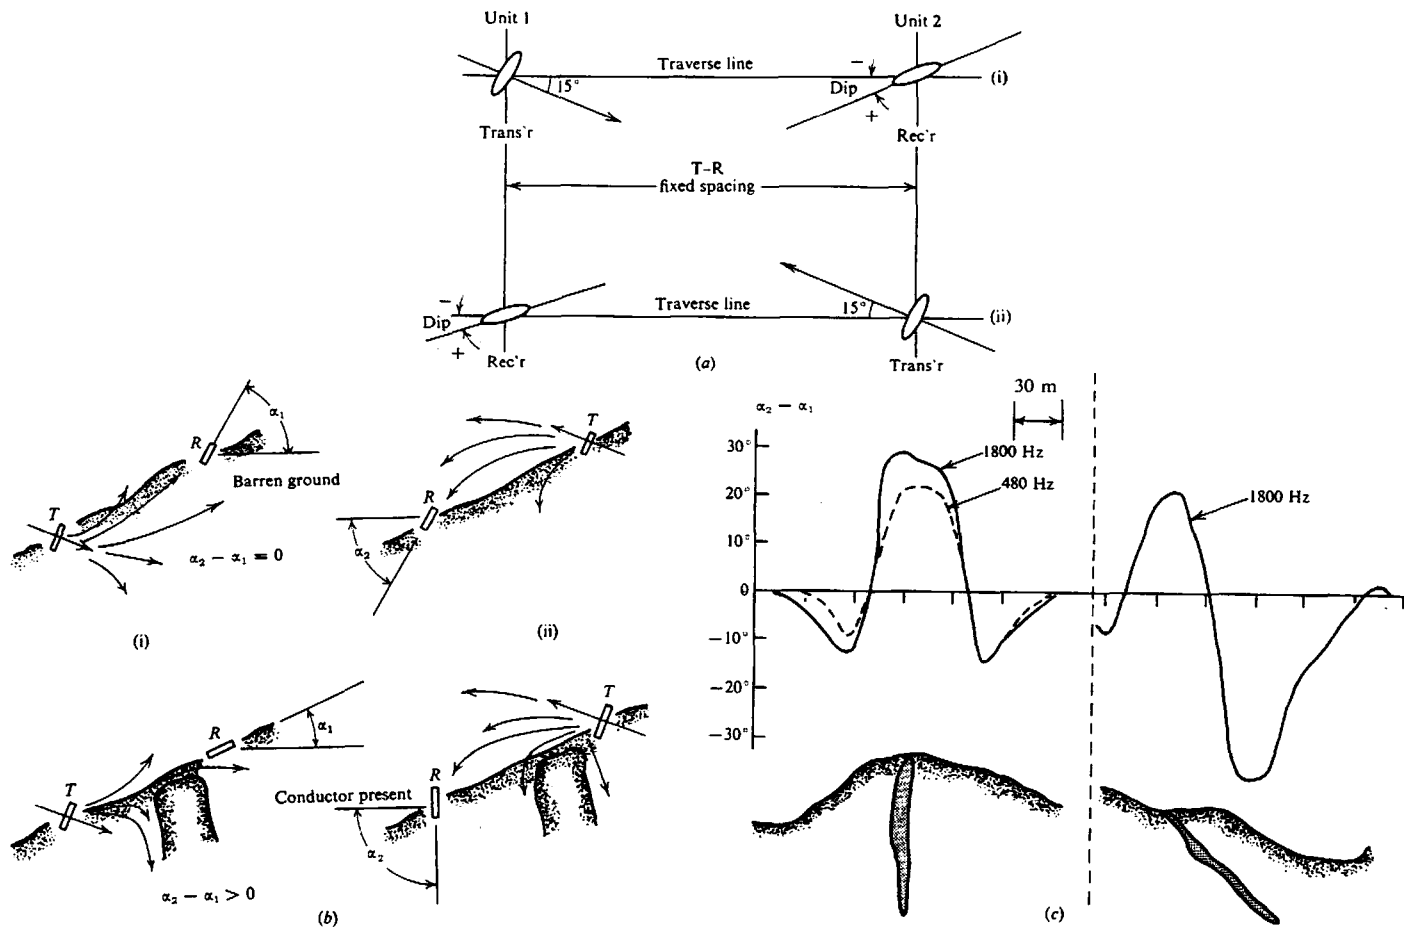 Unit 1
Unit 2
Traverse line
15°
−
Dip
+
(i)
Trans'r
Rec'r
T–R
fixed spacing
−
Dip
+
Traverse line
15°
(ii)
Rec'r
(a)
Trans'r
α₁
R
Barren ground
T
α₂ − α₁ = 0
(i)
T
R
α₂
(ii)
α₁
R
T
α₂ − α₁ > 0
T
R
Conductor present
α₂
(b)
α₂ − α₁
30 m
30°
20°
10°
0
−10°
−20°
−30°
1800 Hz
480 Hz
1800 Hz
(c)